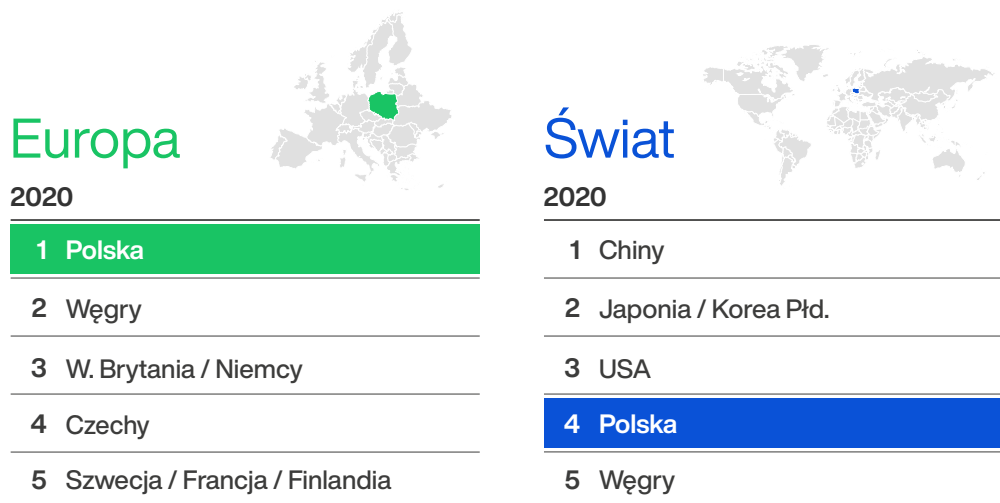 Europa
2020
1 Polska
2 Węgry
3 W. Brytania / Niemcy
4 Czechy
5 Szwecja / Francja / Finlandia
Świat
2020
1 Chiny
2 Japonia / Korea Płd.
3 USA
4 Polska
5 Węgry